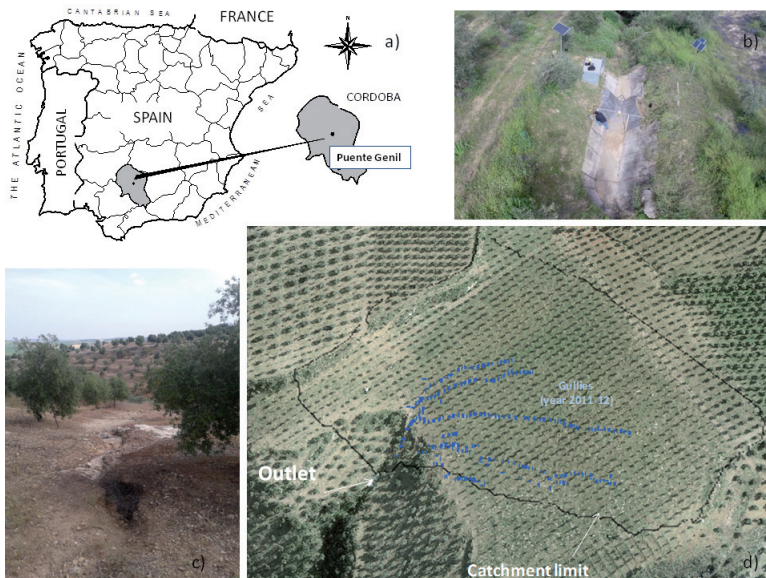 CANTABRIAN SEA
FRANCE
N
a)
THE ATLANTIC OCEAN
PORTUGAL
SPAIN
CORDOBA
Puente Genil
MEDITERRANEAN
SEA
b)
c)
Gullies
(year 2011-12)
Outlet
Catchment limit
d)